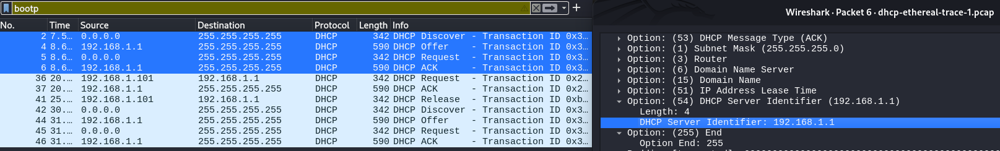 bootp
No. Time Source Destination Protocol Length Info
2 7.5… 0.0.0.0 255.255.255.255 DHCP 342 DHCP Discover - Transaction ID 0x3…
4 8.6… 192.168.1.1 255.255.255.255 DHCP 590 DHCP Offer - Transaction ID 0x3…
5 8.6… 0.0.0.0 255.255.255.255 DHCP 342 DHCP Request - Transaction ID 0x3…
6 8.6… 192.168.1.1 255.255.255.255 DHCP 590 DHCP ACK - Transaction ID 0x3…
36 20.… 192.168.1.101 192.168.1.1 DHCP 342 DHCP Request - Transaction ID 0x2…
37 20.… 192.168.1.1 255.255.255.255 DHCP 590 DHCP ACK - Transaction ID 0x2…
41 25.… 192.168.1.101 192.168.1.1 DHCP 342 DHCP Release - Transaction ID 0xb…
42 30.… 0.0.0.0 255.255.255.255 DHCP 342 DHCP Discover - Transaction ID 0x3…
44 31.… 192.168.1.1 255.255.255.255 DHCP 590 DHCP Offer - Transaction ID 0x3…
45 31.… 0.0.0.0 255.255.255.255 DHCP 342 DHCP Request - Transaction ID 0x3…
46 31.… 192.168.1.1 255.255.255.255 DHCP 590 DHCP ACK - Transaction ID 0x3…
Wireshark · Packet 6 · dhcp-ethereal-trace-1.pcap
Option: (53) DHCP Message Type (ACK)
Option: (1) Subnet Mask (255.255.255.0)
Option: (3) Router
Option: (6) Domain Name Server
Option: (15) Domain Name
Option: (51) IP Address Lease Time
Option: (54) DHCP Server Identifier (192.168.1.1)
Length: 4
DHCP Server Identifier: 192.168.1.1
Option: (255) End
Option End: 255